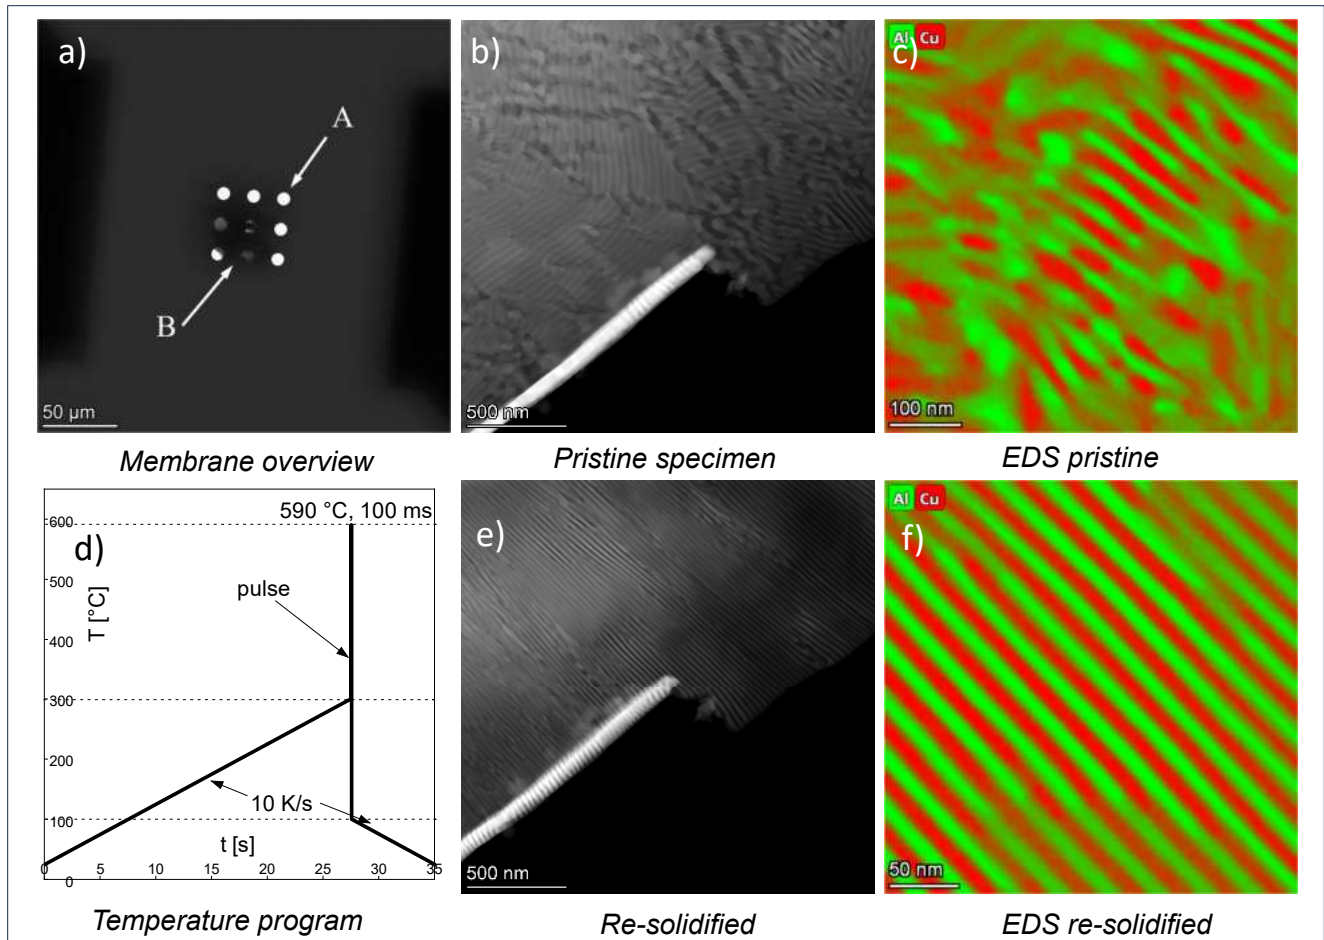 a)
A
B
50 µm
Membrane overview
b)
500 nm
Pristine specimen
Al Cu
c)
100 nm
EDS pristine
590 °C, 100 ms
600
d)
500
pulse
T [°C]
400
300
200
10 K/s
100
t [s]
0 5 10 15 20 25 30 35
0
Temperature program
e)
500 nm
Re-solidified
Al Cu
f)
50 nm
EDS re-solidified